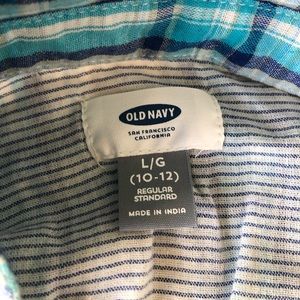 OLD NAVY
SAN FRANCISCO
CALIFORNIA
L/G
(10-12)
REGULAR
STANDARD
MADE IN INDIA